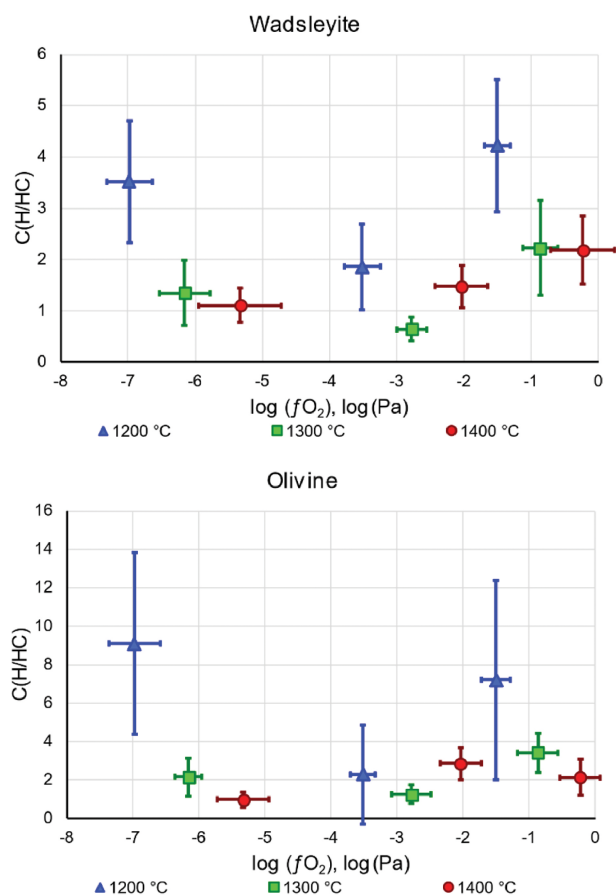 Wadsleyite
6
5
4
3
2
1
0
C(H/HC)
-8 -7 -6 -5 -4 -3 -2 -1 0
log (ƒO₂), log(Pa)
1200 °C 1300 °C 1400 °C
Olivine
16
14
12
10
8
6
4
2
0
C(H/HC)
-8 -7 -6 -5 -4 -3 -2 -1 0
log (ƒO₂), log(Pa)
1200 °C 1300 °C 1400 °C